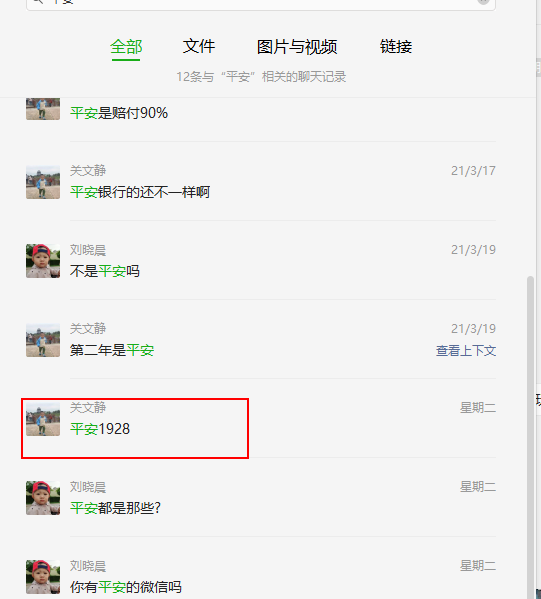 平安
全部 文件 图片与视频 链接
12条与“平安”相关的聊天记录
平安是赔付90%
关文静 21/3/17
平安银行的还不一样啊
刘晓晨 21/3/19
不是平安吗
关文静 21/3/19
第二年是平安 查看上下文
关文静 星期二
平安1928
刘晓晨 星期二
平安都是那些?
刘晓晨 星期二
你有平安的微信吗